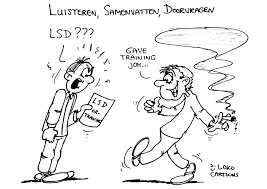 LUISTEREN, SAMENVATTEN, DOORVRAGEN
LSD ???
GAVE
TRAINING
JOH...
LSD
TRAINING
LOKO
CARTOONS